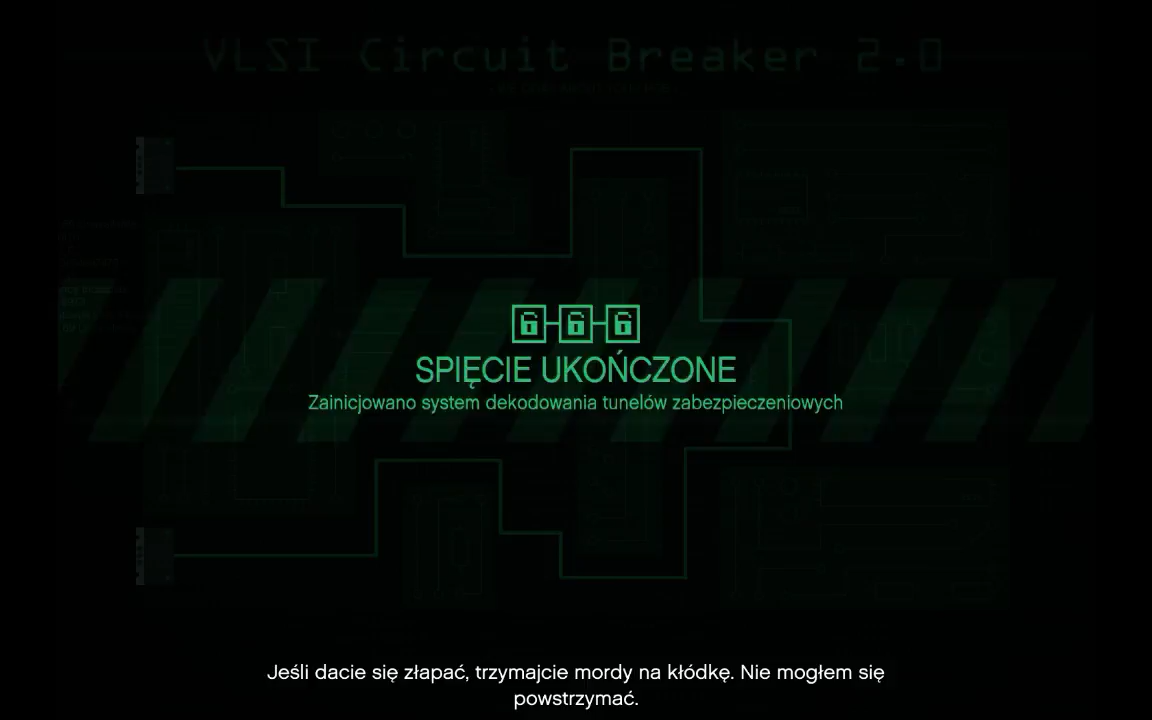 VLSI Circuit Breaker 2.0
SPIĘCIE UKOŃCZONE
Zainicjowano system dekodowania tunelów zabezpieczeniowych
Jeśli dacie się złapać, trzymajcie mordy na kłódkę. Nie mogłem się
powstrzymać.